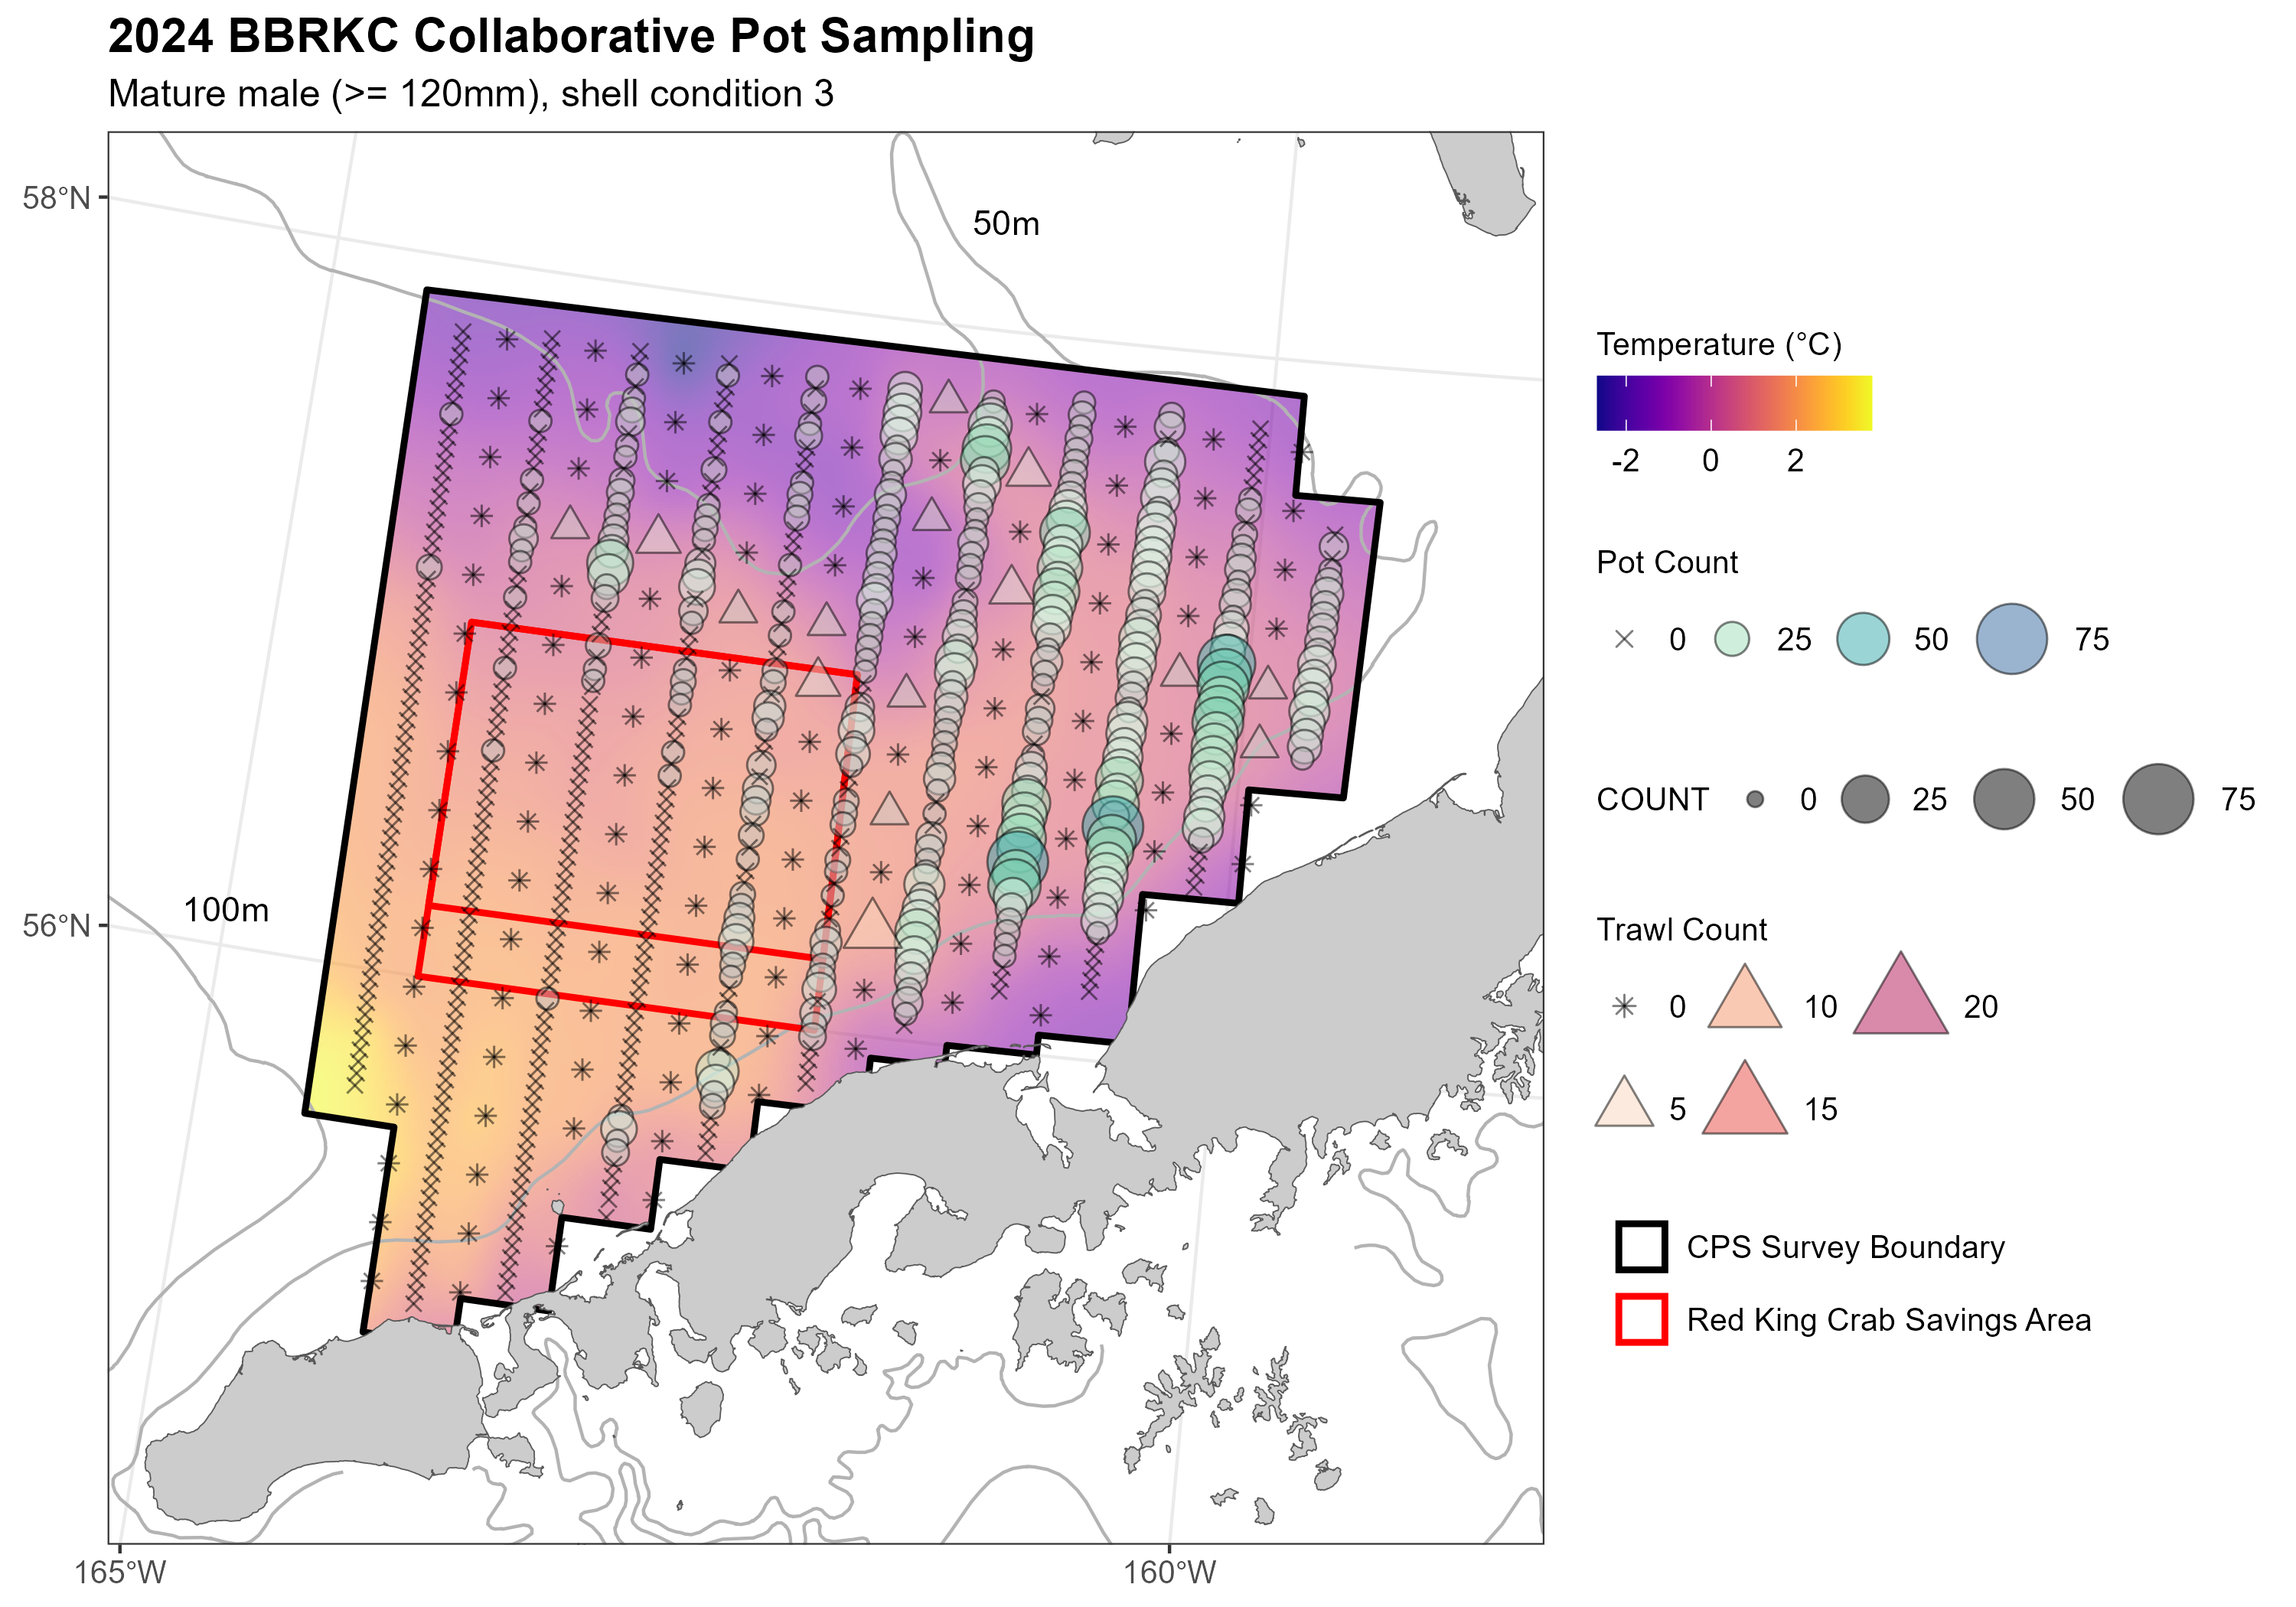 2024 BBRKC Collaborative Pot Sampling
Mature male (>= 120mm), shell condition 3
58°N
56°N
165°W
160°W
50m
100m
Temperature (°C)
-2 0 2
Pot Count
0 25 50 75
COUNT 0 25 50 75
Trawl Count
0 10 20
5 15
CPS Survey Boundary
Red King Crab Savings Area